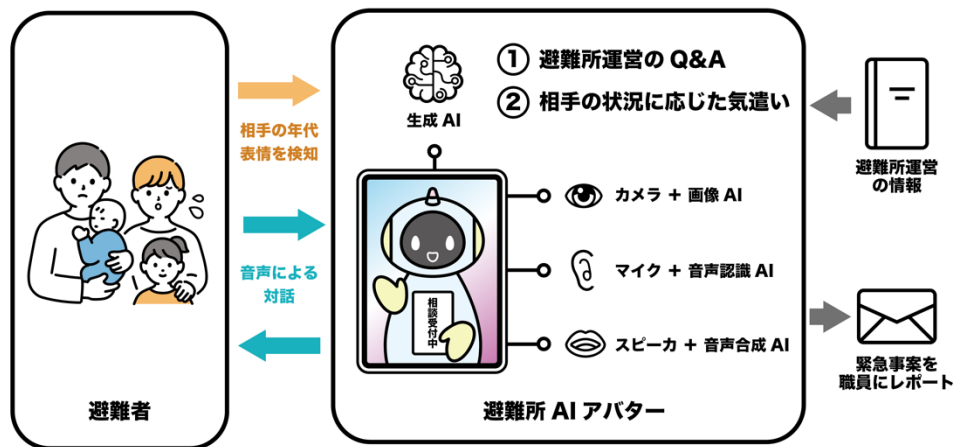 ① 避難所運営の Q&A
② 相手の状況に応じた気遣い
生成 AI
相手の年代
表情を検知
音声による
対話
カメラ + 画像 AI
マイク + 音声認識 AI
スピーカ + 音声合成 AI
相談受付中
避難所運営
の情報
緊急事案を
職員にレポート
避難者
避難所 AI アバター